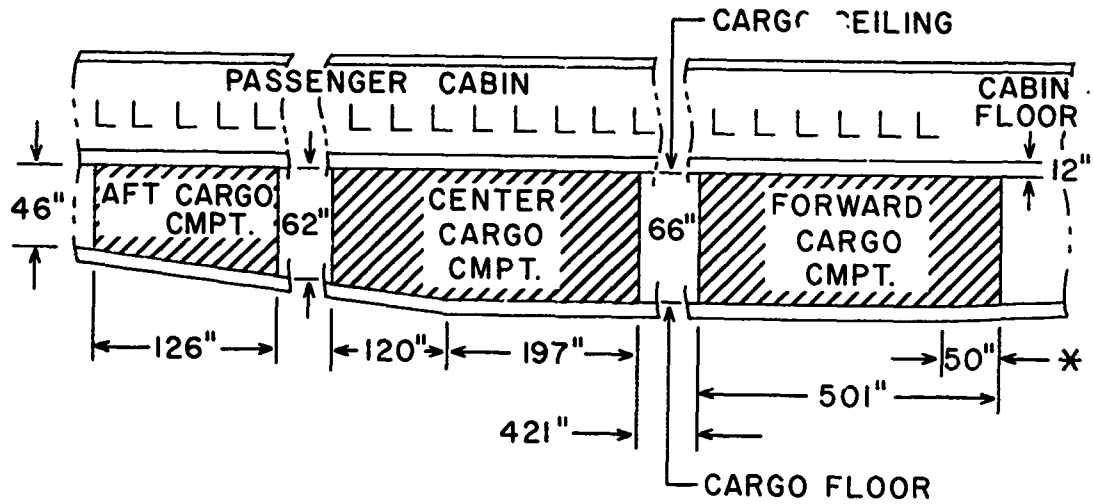 CARGO CEILING
PASSENGER CABIN
CABIN
FLOOR
L L L L L
L L L L L L L L
L L L L L L
12"
46"
AFT CARGO
CMPT.
62"
CENTER
CARGO
CMPT.
66"
FORWARD
CARGO
CMPT.
126"
120"
197"
50"
*
501"
421"
CARGO FLOOR